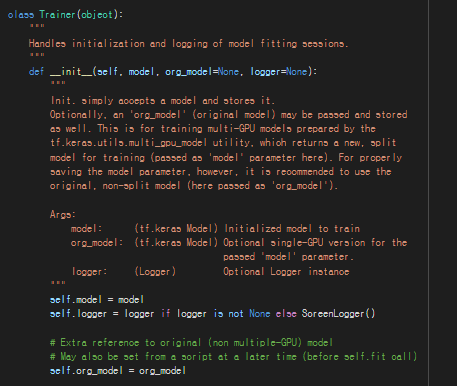 class Trainer(object):
"""
Handles initialization and logging of model fitting sessions.
"""
def __init__(self, model, org_model=None, logger=None):
"""
Init. simply accepts a model and stores it.
Optionally, an 'org_model' (original model) may be passed and stored
as well. This is for training multi-GPU models prepared by the
tf.keras.utils.multi_gpu_model utility, which returns a new, split
model for training (passed as 'model' parameter here). For properly
saving the model parameter, however, it is recommended to use the
original, non-split model (here passed as 'org_model').
Args:
model: (tf.keras Model) Initialized model to train
org_model: (tf.keras Model) Optional single-GPU version for the
passed 'model' parameter.
logger: (Logger) Optional Logger instance
"""
self.model = model
self.logger = logger if logger is not None else ScreenLogger()
# Extra reference to original (non multiple-GPU) model
# May also be set from a script at a later time (before self.fit call)
self.org_model = org_model